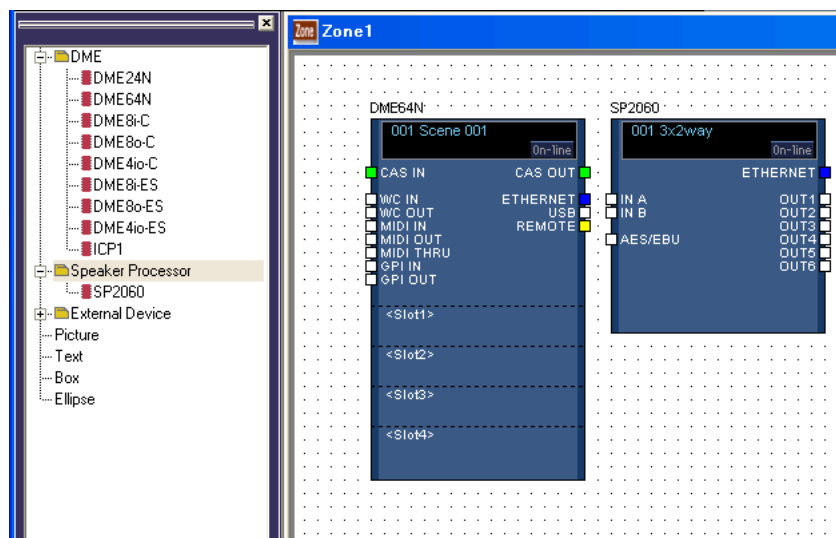 DME
DME24N
DME64N
DME8i-C
DME8o-C
DME4io-C
DME8i-ES
DME8o-ES
DME4io-ES
ICP1
Speaker Processor
SP2060
External Device
Picture
Text
Box
Ellipse
Zone Zone1
DME64N
001 Scene 001
On-line
CAS IN CAS OUT
WC IN ETHERNET
WC OUT USB
MIDI IN REMOTE
MIDI OUT
MIDI THRU
GPI IN
GPI OUT
<Slot1>
<Slot2>
<Slot3>
<Slot4>
SP2060
001 3x2way
On-line
ETHERNET
IN A OUT1
IN B OUT2
OUT3
AES/EBU OUT4
OUT5
OUT6